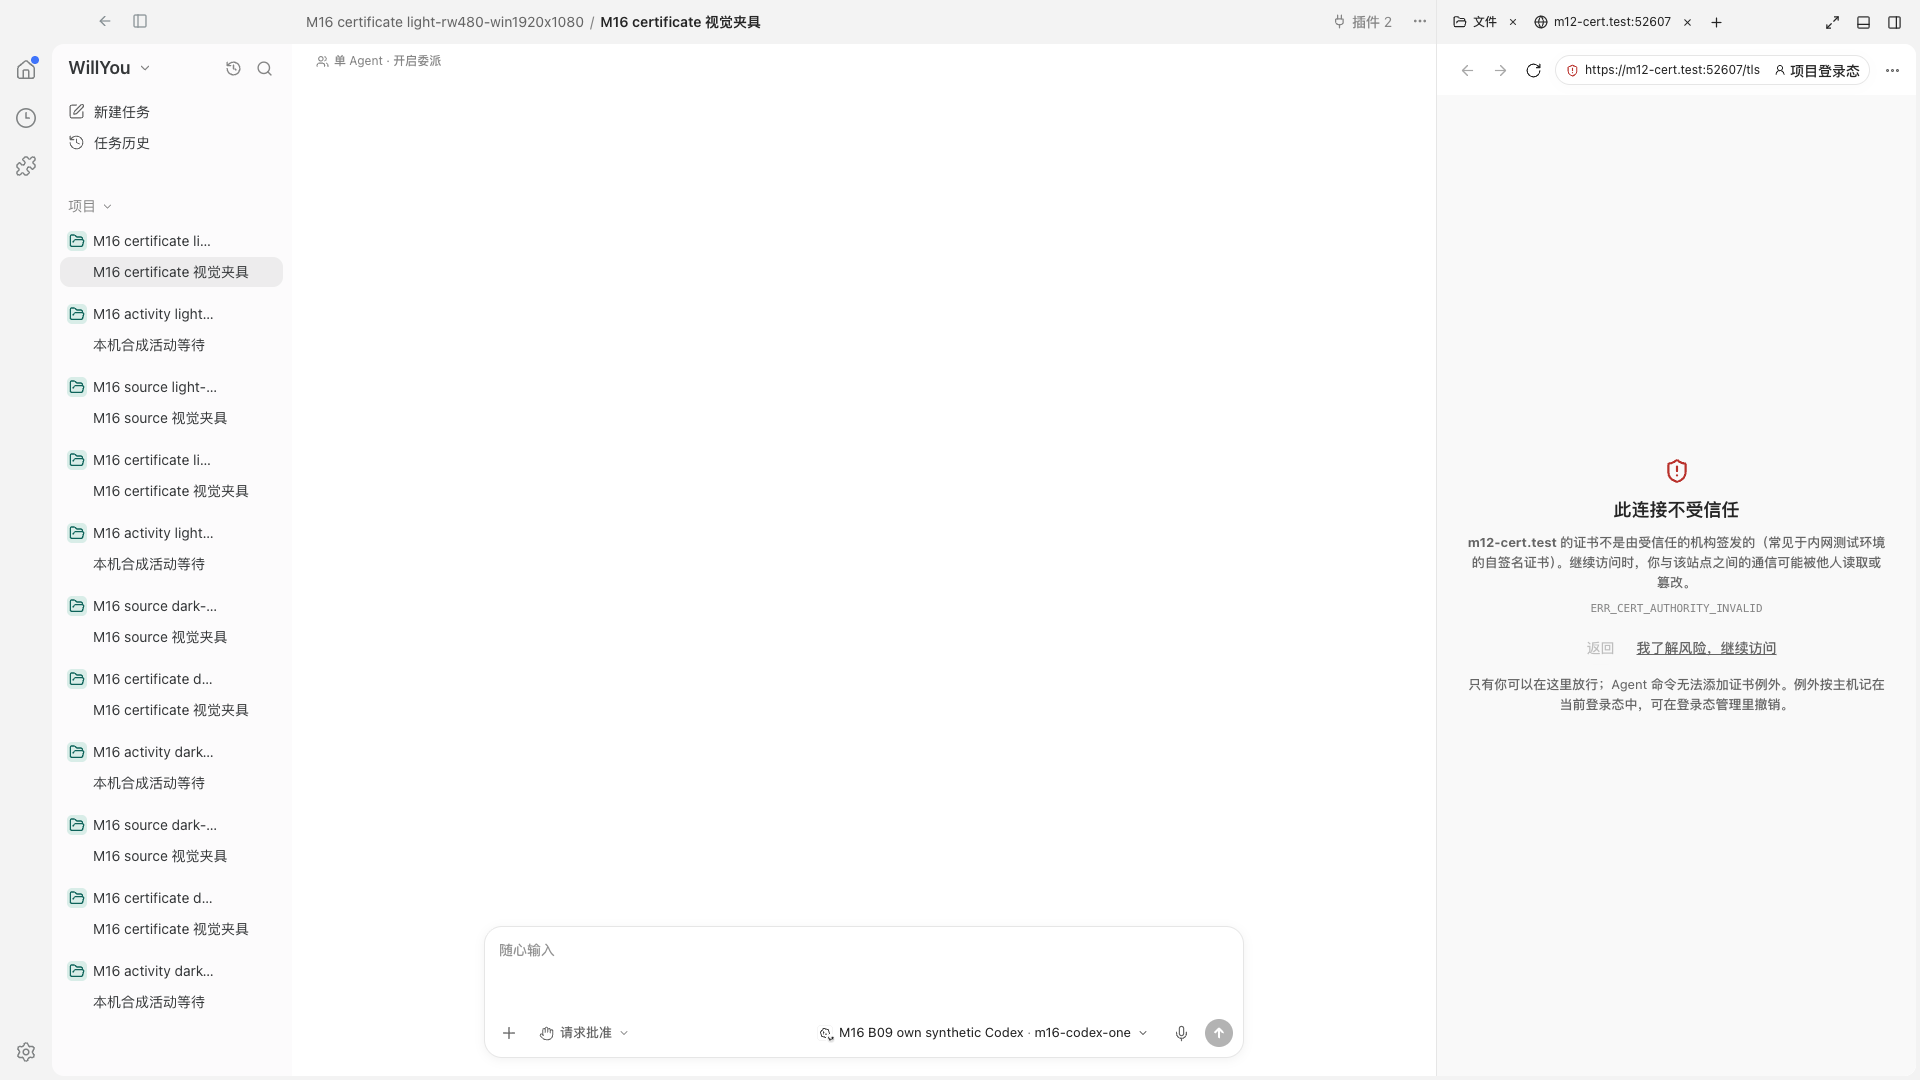 M16 certificate light-rw480-win1920x1080 / M16 certificate 视觉夹具
插件 2
文件
m12-cert.test:52607
WillYou
单 Agent · 开启委派
https://m12-cert.test:52607/tls
项目登录态
新建任务
任务历史
项目
M16 certificate li...
M16 certificate 视觉夹具
M16 activity light...
本机合成活动等待
M16 source light-...
M16 source 视觉夹具
M16 certificate li...
M16 certificate 视觉夹具
M16 activity light...
本机合成活动等待
M16 source dark-...
M16 source 视觉夹具
M16 certificate d...
M16 certificate 视觉夹具
M16 activity dark...
本机合成活动等待
M16 source dark-...
M16 source 视觉夹具
M16 certificate d...
M16 certificate 视觉夹具
M16 activity dark...
本机合成活动等待
随心输入
请求批准
M16 B09 own synthetic Codex · m16-codex-one
此连接不受信任
m12-cert.test 的证书不是由受信任的机构签发的（常见于内网测试环境
的自签名证书）。继续访问时，你与该站点之间的通信可能被他人读取或
篡改。
ERR_CERT_AUTHORITY_INVALID
返回
我了解风险，继续访问
只有你可以在这里放行；Agent 命令无法添加证书例外。例外按主机记在
当前登录态中，可在登录态管理里撤销。